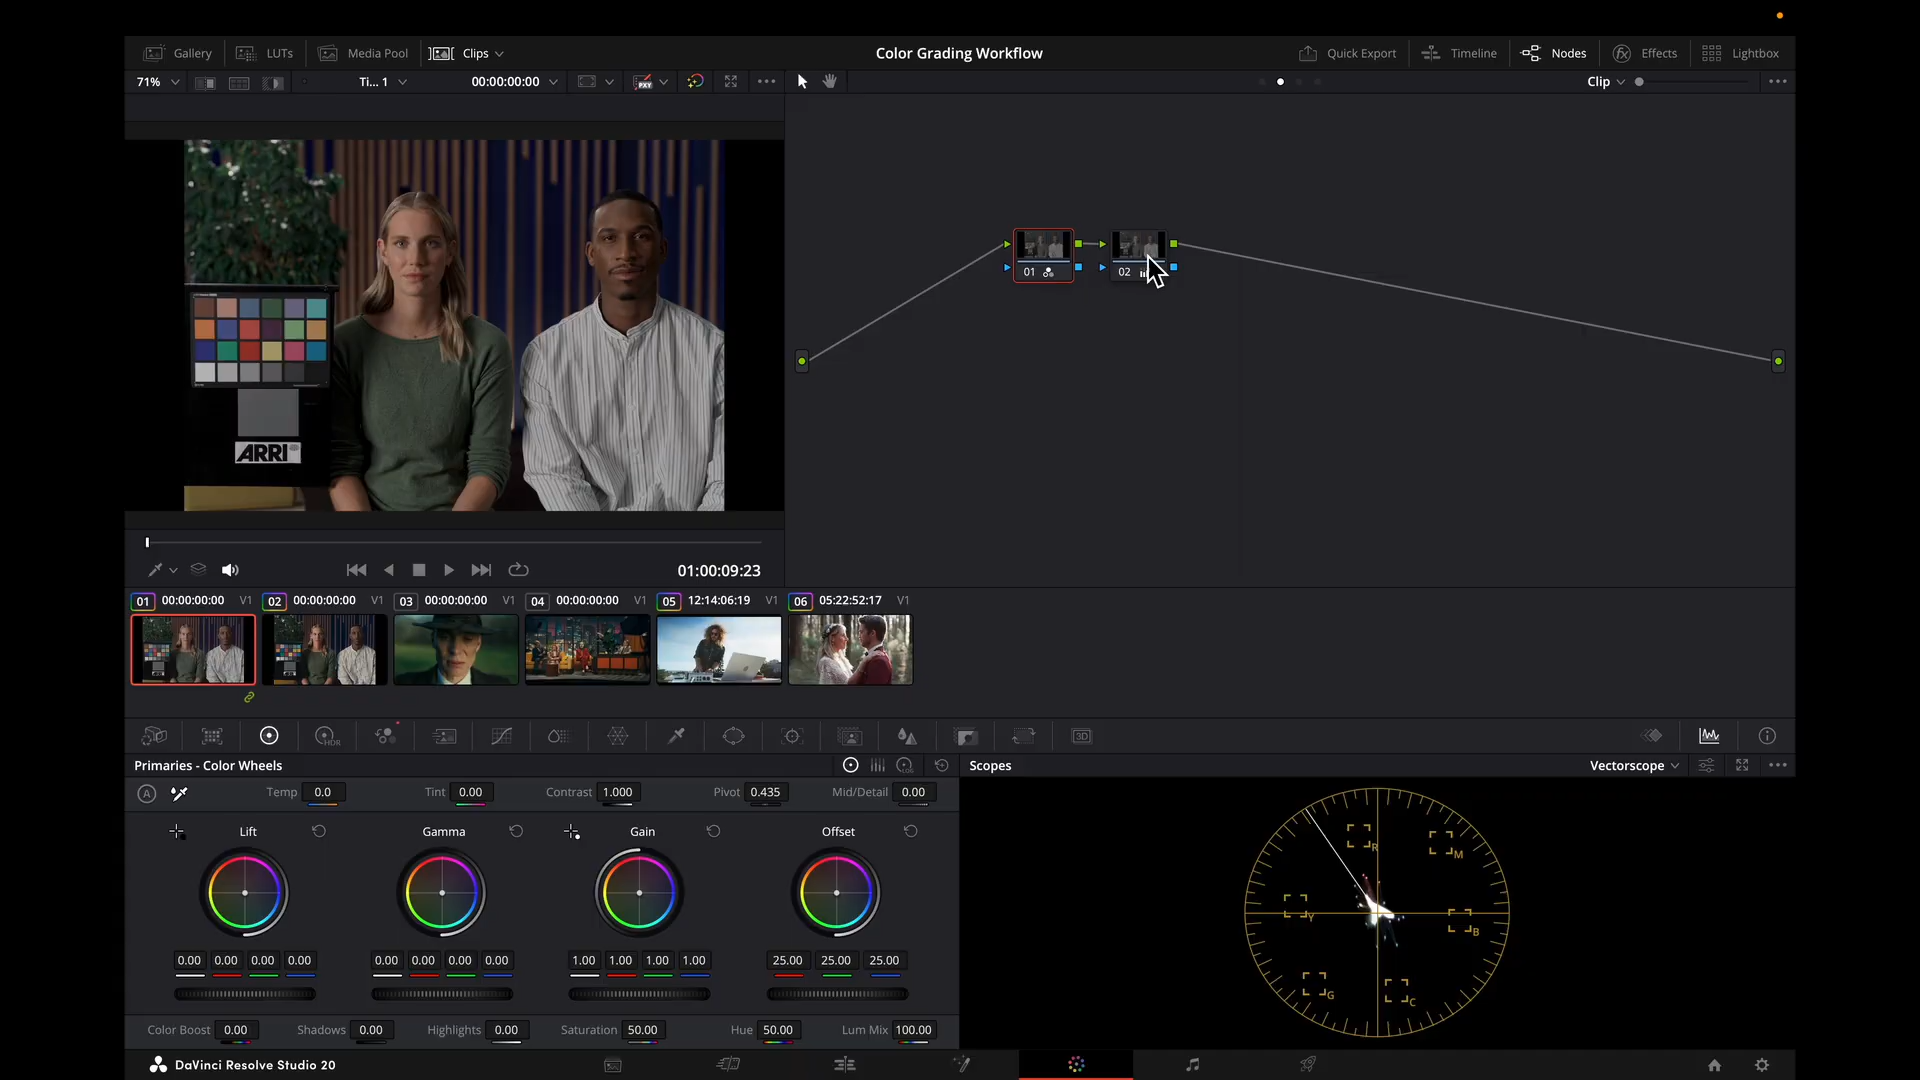 Gallery LUTs Media Pool Clips Color Grading Workflow Quick Export Timeline Nodes Effects Lightbox
71% Ti... 1 00:00:00:00 PXY Clip
01 02
ARRI
01:00:09:23
01 00:00:00:00 V1 02 00:00:00:00 V1 03 00:00:00:00 V1 04 00:00:00:00 V1 05 12:14:06:19 V1 06 05:22:52:17 V1
HDR 3D
Primaries - Color Wheels LOG Scopes Vectorscope
A Temp 0.0 Tint 0.00 Contrast 1.000 Pivot 0.435 Mid/Detail 0.00
Lift Gamma Gain Offset
R M
Y B
G C
0.00 0.00 0.00 0.00 0.00 0.00 0.00 0.00 1.00 1.00 1.00 1.00 25.00 25.00 25.00
Color Boost 0.00 Shadows 0.00 Highlights 0.00 Saturation 50.00 Hue 50.00 Lum Mix 100.00
DaVinci Resolve Studio 20